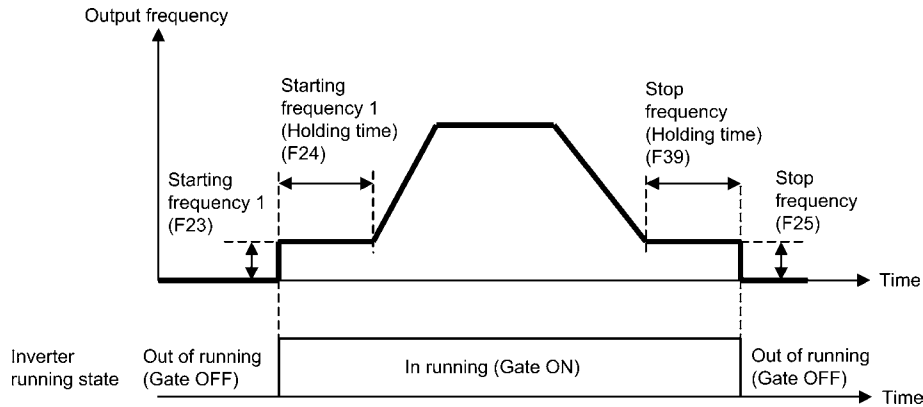 Output frequency
Starting
frequency 1
(Holding time)
(F24)
Stop
frequency
(Holding time)
(F39)
Starting
frequency 1
(F23)
Stop
frequency
(F25)
Time
Inverter
running state
Out of running
(Gate OFF)
In running (Gate ON)
Out of running
(Gate OFF)
Time